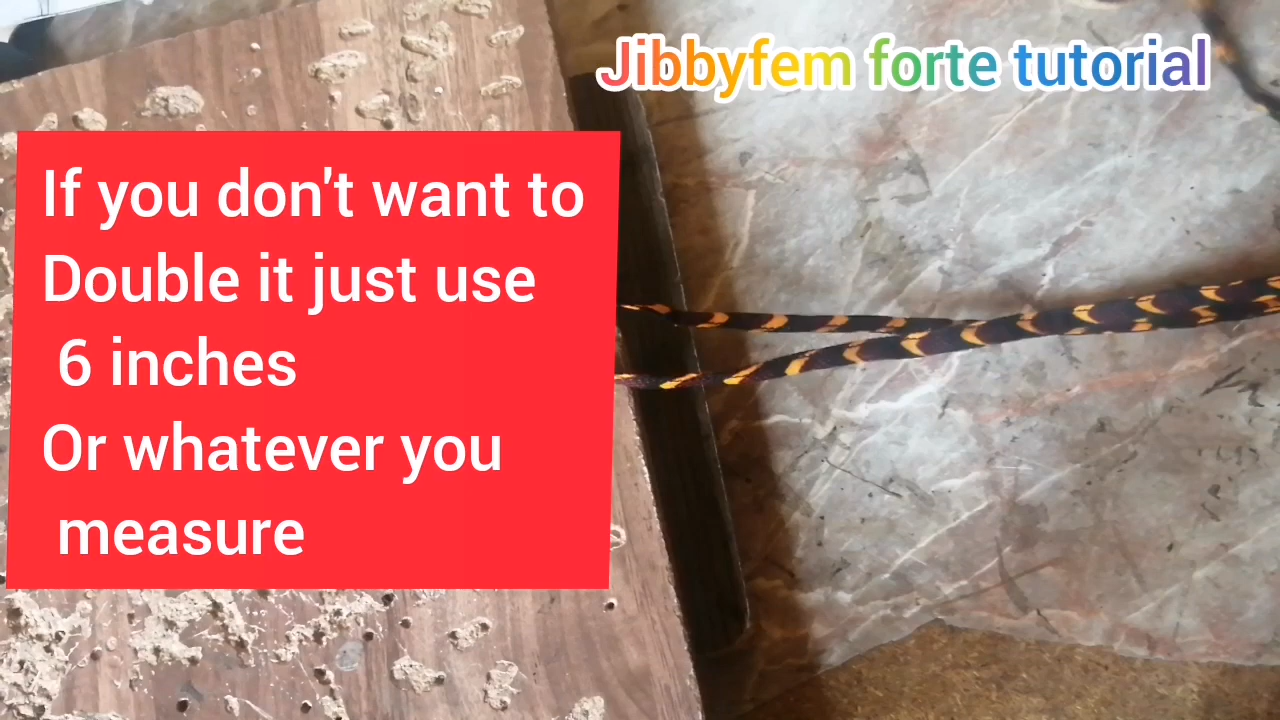 Jibbyfem forte tutorial
If you don't want to
Double it just use
6 inches
Or whatever you
measure